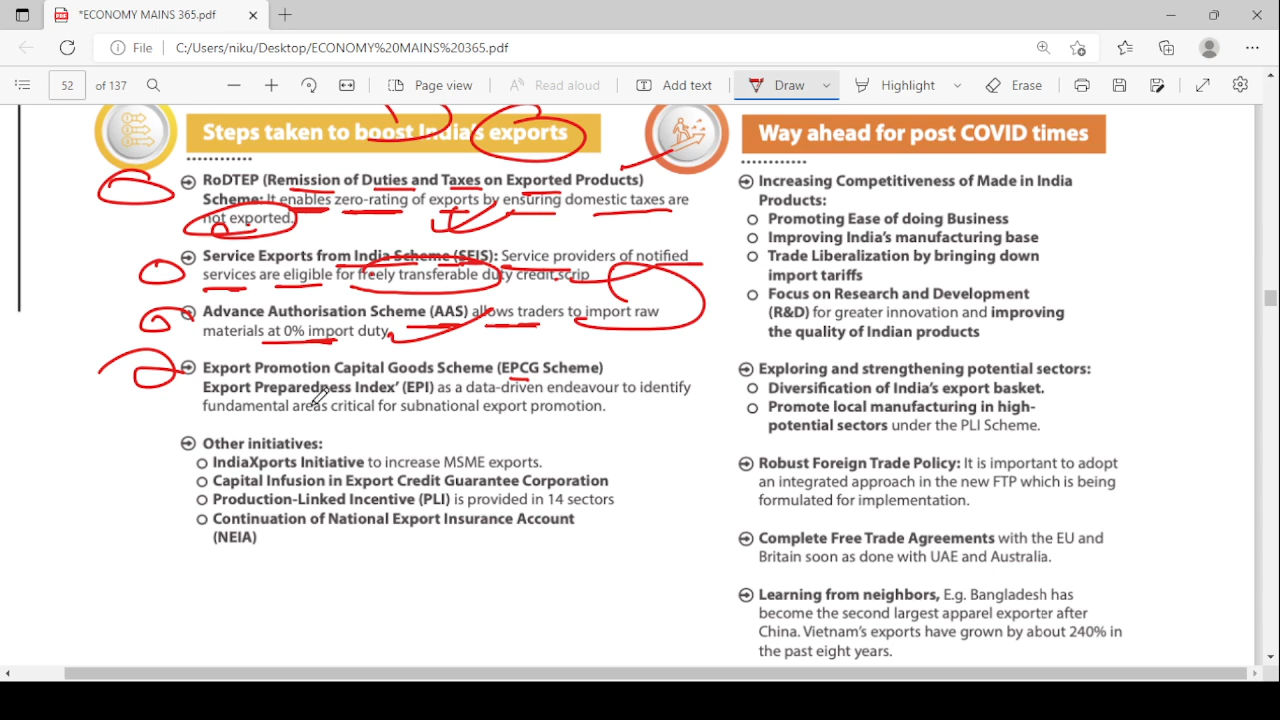 *ECONOMY MAINS 365.pdf
File
C:/Users/niku/Desktop/ECONOMY%20MAINS%20365.pdf
52 of 137
Page view
Read aloud
Add text
Draw
Highlight
Erase
Steps taken to boost India's exports
RoDTEP (Remission of Duties and Taxes on Exported Products)
Scheme: It enables zero-rating of exports by ensuring domestic taxes are
not exported.
Service Exports from India Scheme (SEIS): Service providers of notified
services are eligible for freely transferable duty credit scrip
Advance Authorisation Scheme (AAS) allows traders to import raw
materials at 0% import duty.
Export Promotion Capital Goods Scheme (EPCG Scheme)
Export Preparedness Index’ (EPI) as a data-driven endeavour to identify
fundamental areas critical for subnational export promotion.
Other initiatives:
IndiaXports Initiative to increase MSME exports.
Capital Infusion in Export Credit Guarantee Corporation
Production-Linked Incentive (PLI) is provided in 14 sectors
Continuation of National Export Insurance Account
(NEIA)
Way ahead for post COVID times
Increasing Competitiveness of Made in India
Products:
Promoting Ease of doing Business
Improving India's manufacturing base
Trade Liberalization by bringing down
import tariffs
Focus on Research and Development
(R&D) for greater innovation and improving
the quality of Indian products
Exploring and strengthening potential sectors:
Diversification of India's export basket.
Promote local manufacturing in high-
potential sectors under the PLI Scheme.
Robust Foreign Trade Policy: It is important to adopt
an integrated approach in the new FTP which is being
formulated for implementation.
Complete Free Trade Agreements with the EU and
Britain soon as done with UAE and Australia.
Learning from neighbors, E.g. Bangladesh has
become the second largest apparel exporter after
China. Vietnam's exports have grown by about 240% in
the past eight years.